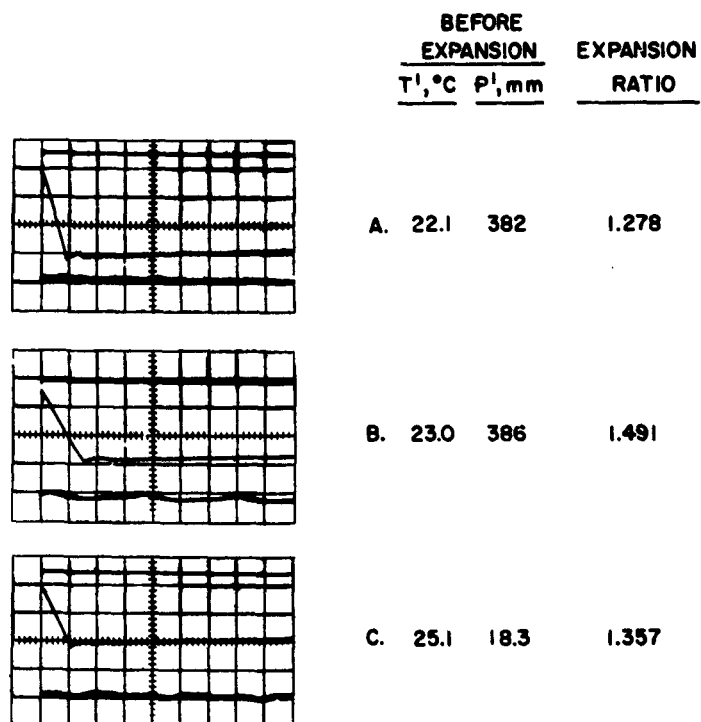 BEFORE
EXPANSION EXPANSION
T', °C P', mm RATIO
A. 22.1 382 1.278
B. 23.0 386 1.491
C. 25.1 18.3 1.357